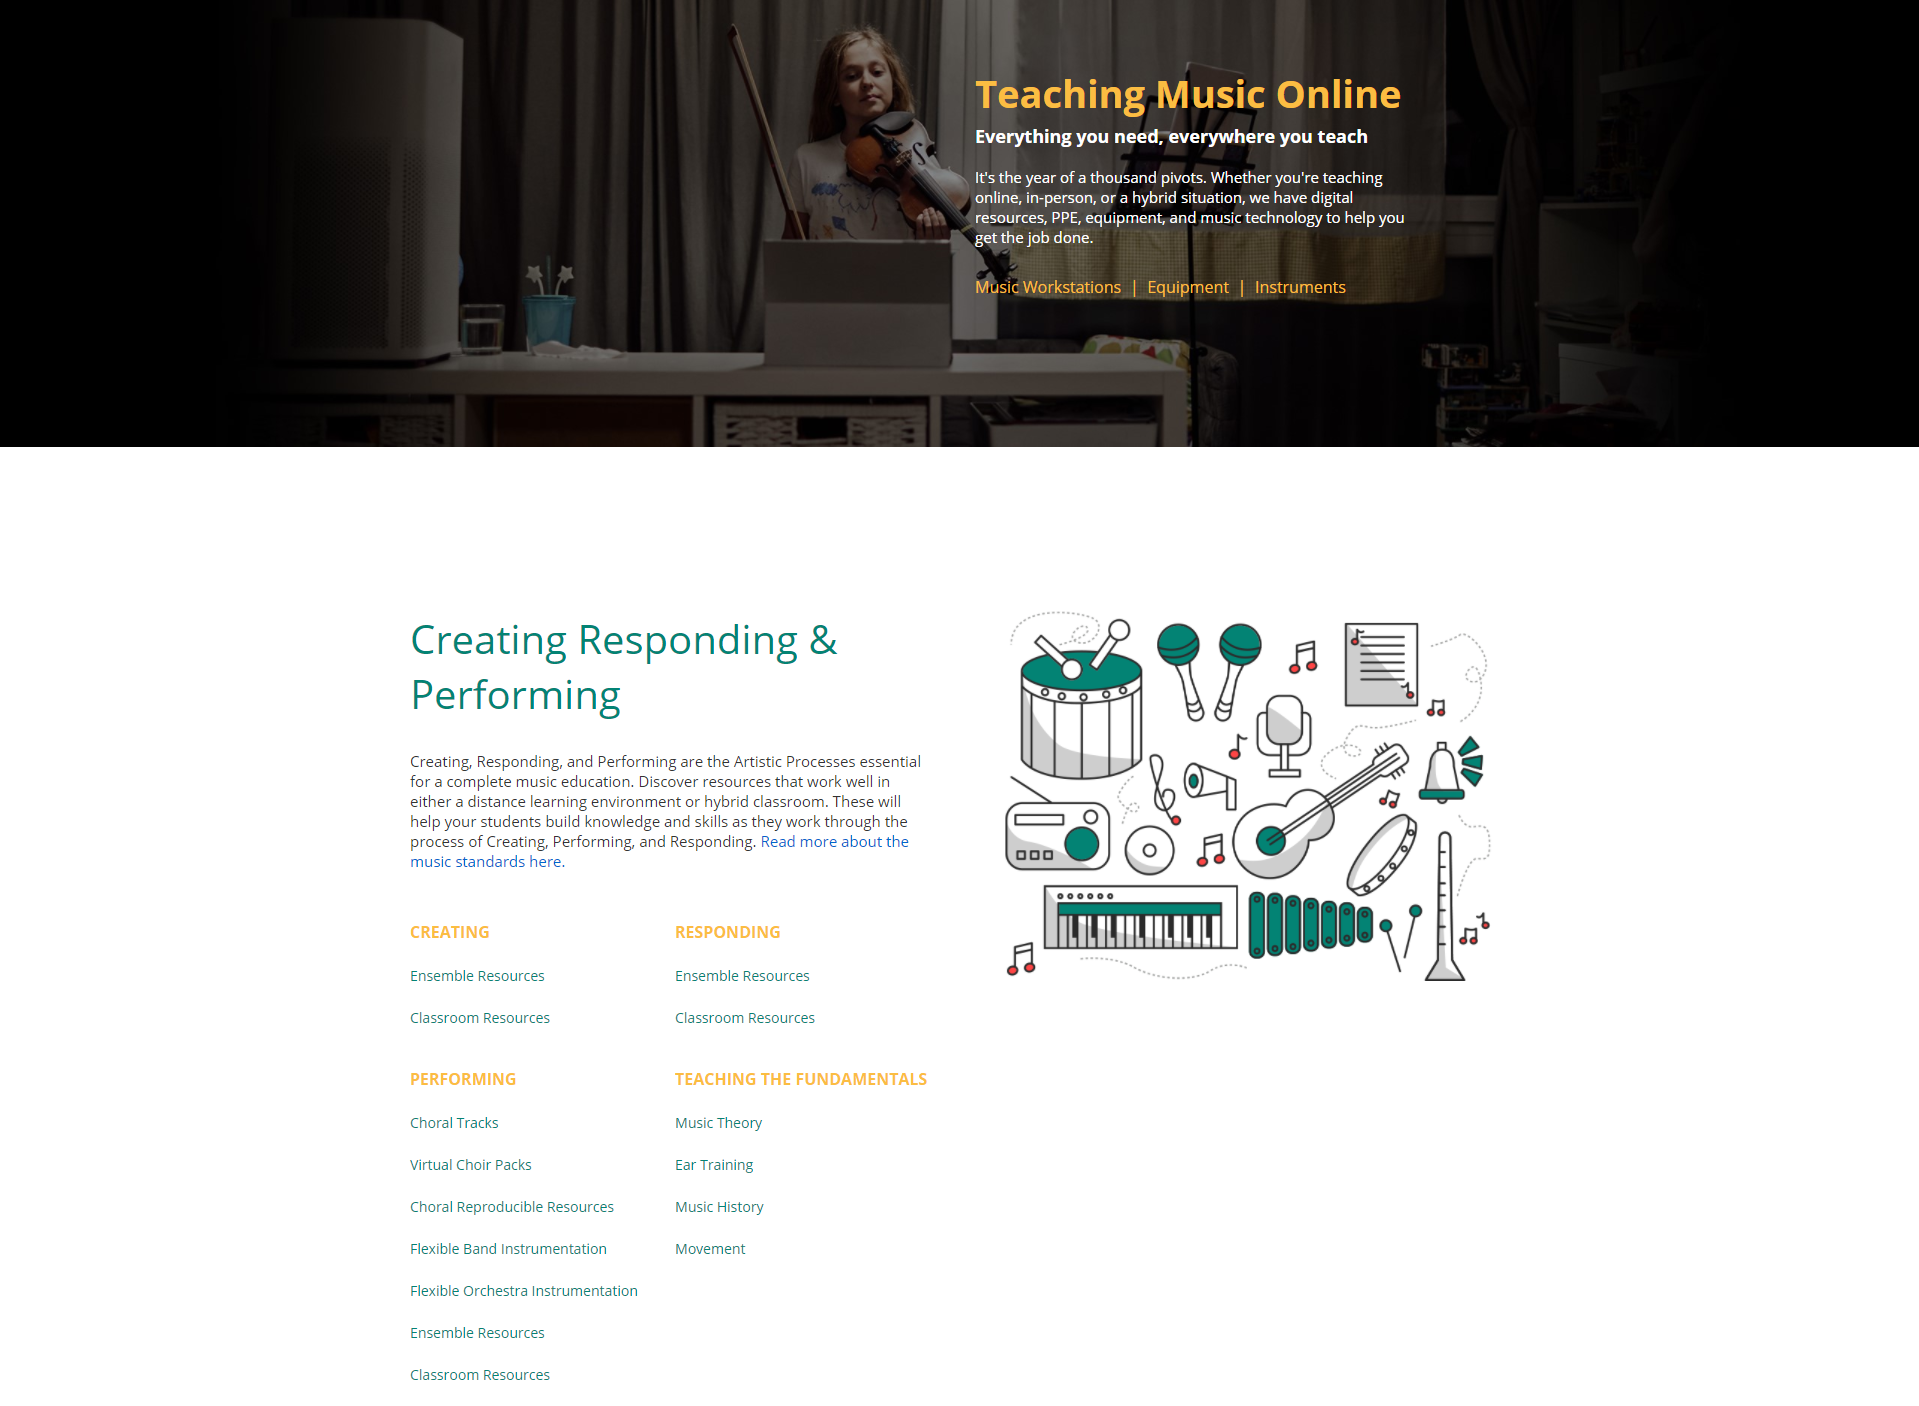 Teaching Music Online
Everything you need, everywhere you teach
It's the year of a thousand pivots. Whether you're teaching
online, in-person, or a hybrid situation, we have digital
resources, PPE, equipment, and music technology to help you
get the job done.
Music Workstations | Equipment | Instruments
Creating Responding &
Performing
Creating, Responding, and Performing are the Artistic Processes essential
for a complete music education. Discover resources that work well in
either a distance learning environment or hybrid classroom. These will
help your students build knowledge and skills as they work through the
process of Creating, Performing, and Responding. Read more about the
music standards here.
CREATING
Ensemble Resources
Classroom Resources
RESPONDING
Ensemble Resources
Classroom Resources
PERFORMING
Choral Tracks
Virtual Choir Packs
Choral Reproducible Resources
Flexible Band Instrumentation
Flexible Orchestra Instrumentation
Ensemble Resources
Classroom Resources
TEACHING THE FUNDAMENTALS
Music Theory
Ear Training
Music History
Movement